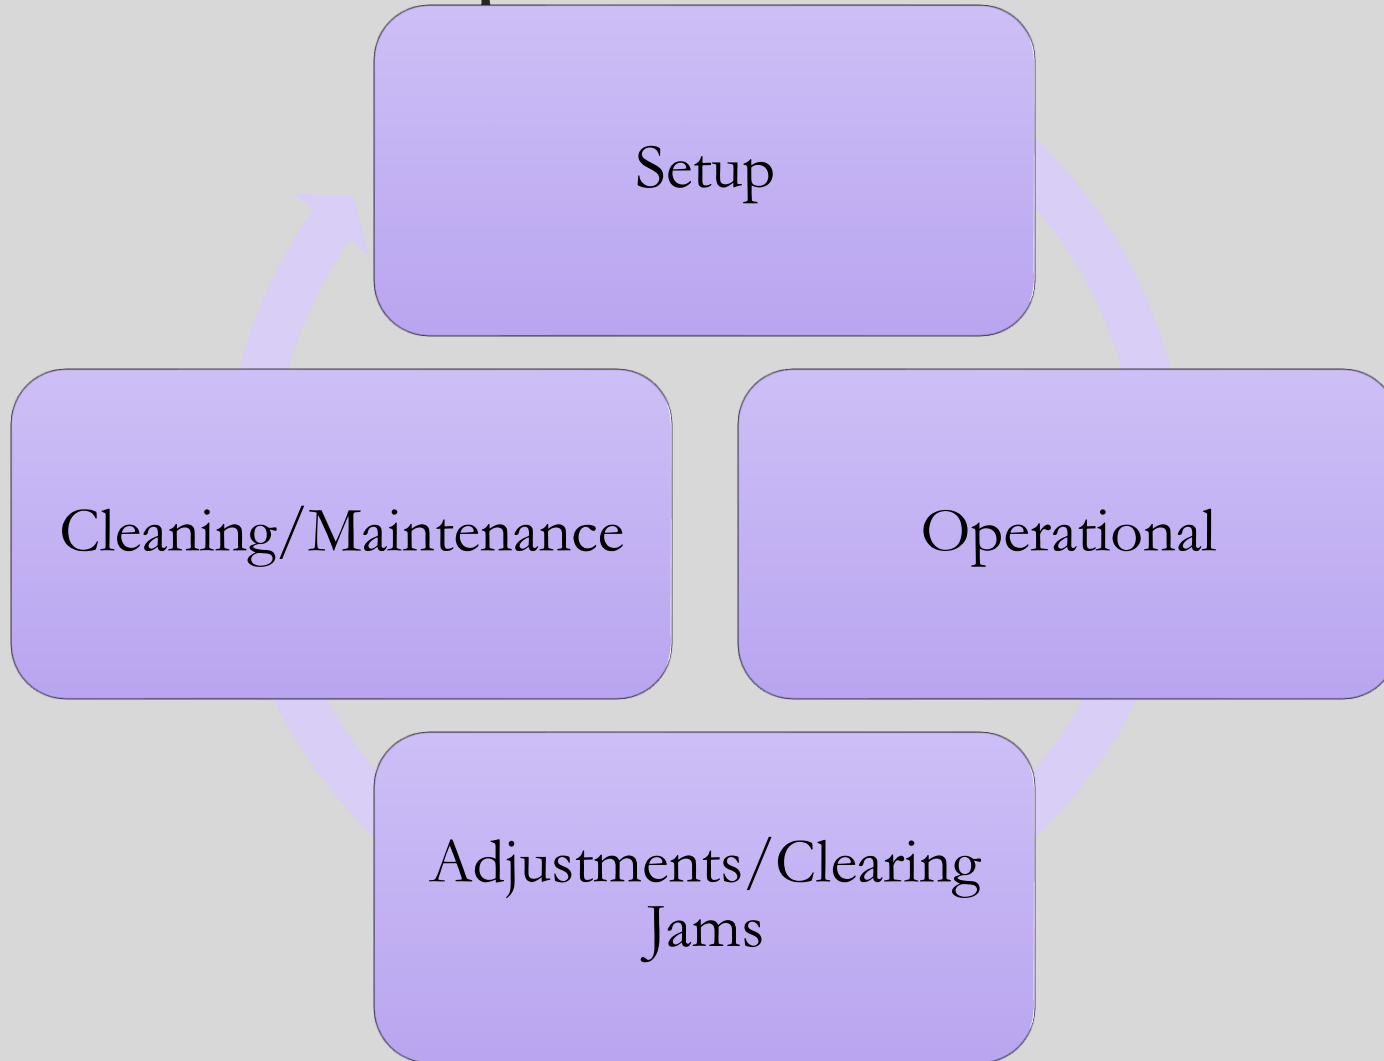 Setup
Cleaning/Maintenance
Operational
Adjustments/Clearing
Jams